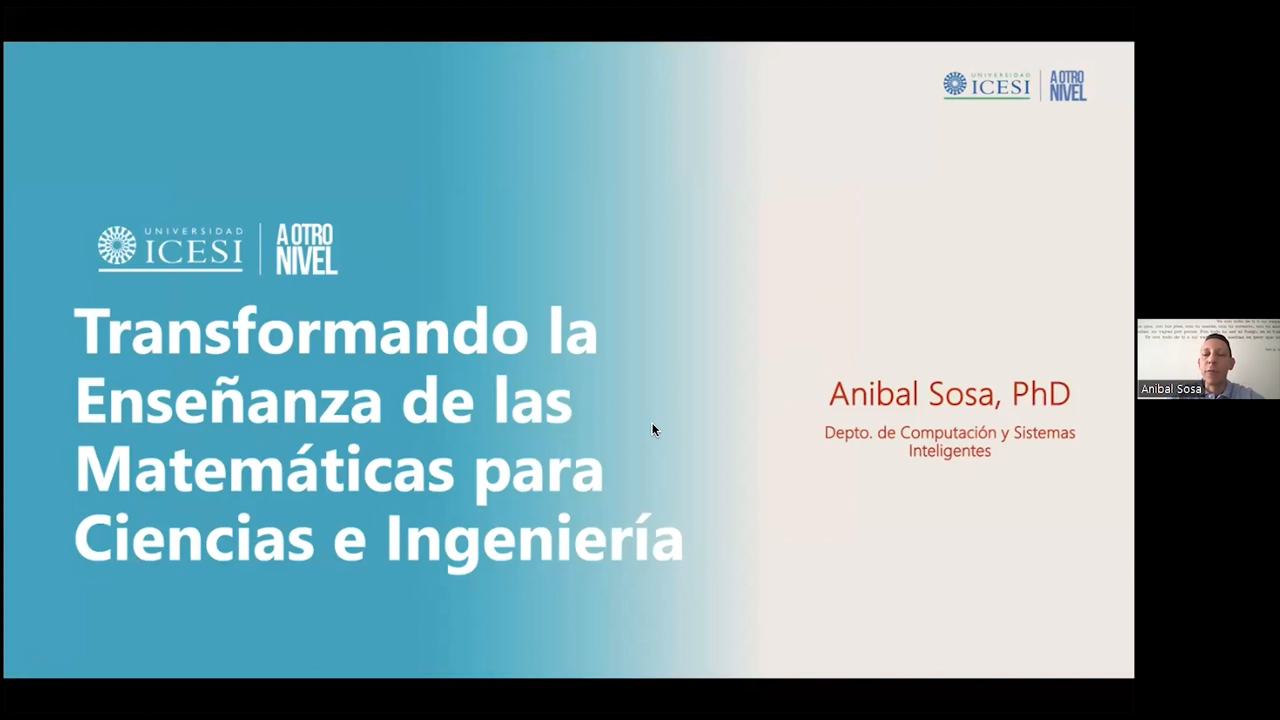 UNIVERSIDAD
ICESI
A OTRO
NIVEL
UNIVERSIDAD
ICESI
A OTRO
NIVEL
Transformando la
Enseñanza de las
Matemáticas para
Ciencias e Ingeniería
Anibal Sosa, PhD
Depto. de Computación y Sistemas
Inteligentes
Anibal Sosa